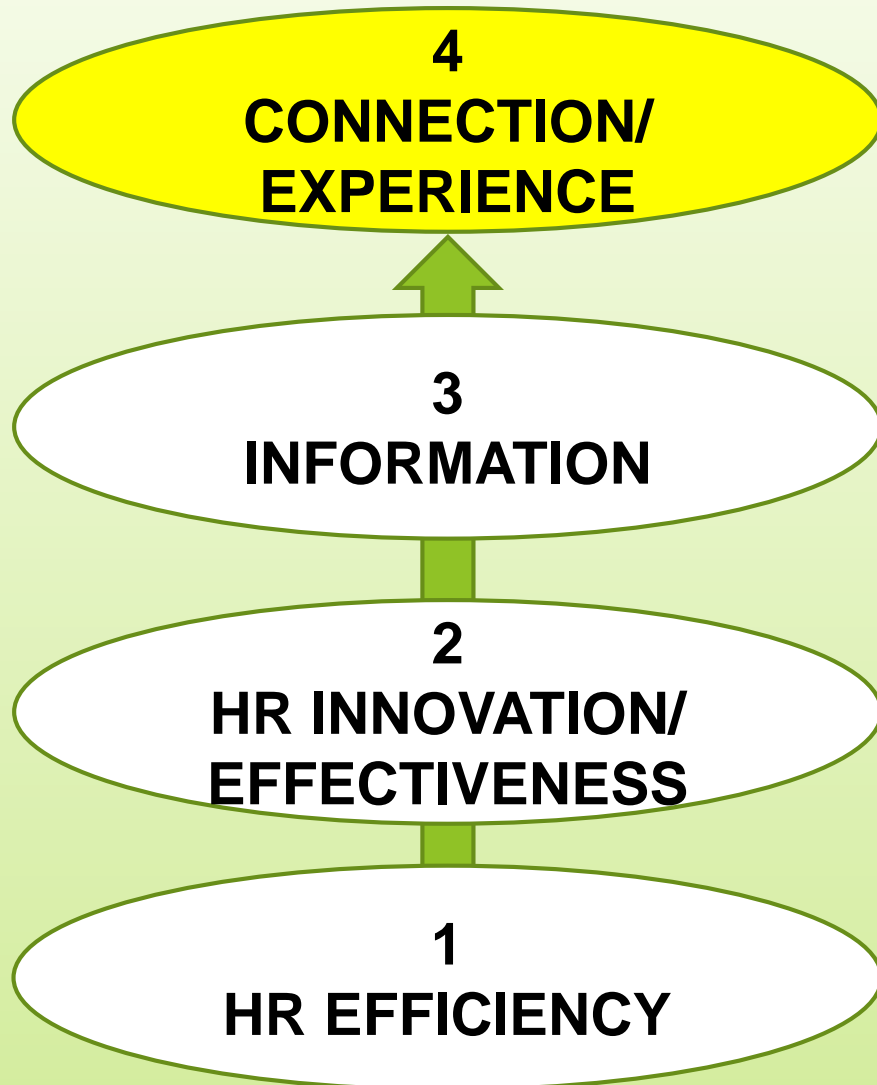 4
CONNECTION/
EXPERIENCE
3
INFORMATION
2
HR INNOVATION/
EFFECTIVENESS
1
HR EFFICIENCY